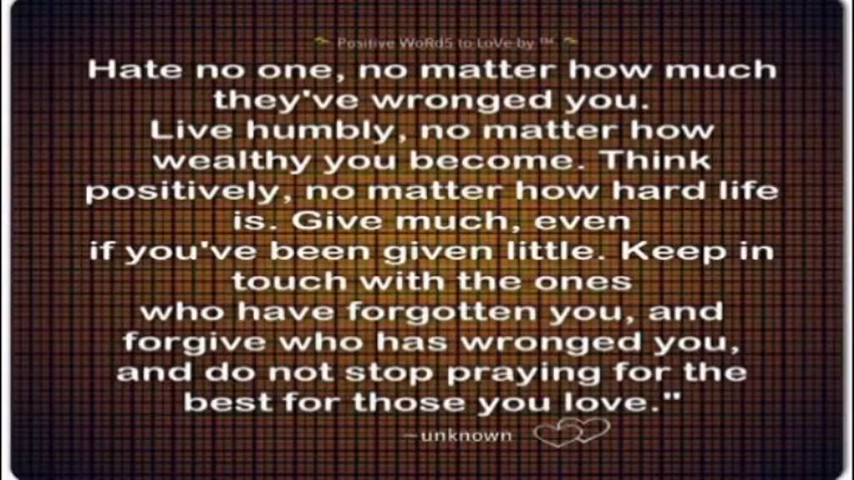 Positive WoRdS to LoVe by ™
Hate no one, no matter how much
they've wronged you.
Live humbly, no matter how
wealthy you become. Think
positively, no matter how hard life
is. Give much, even
if you've been given little. Keep in
touch with the ones
who have forgotten you, and
forgive who has wronged you,
and do not stop praying for the
best for those you love."
—unknown